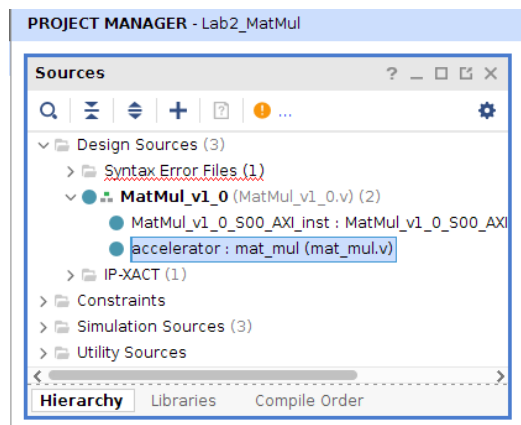 PROJECT MANAGER - Lab2_MatMul
Sources
? _
...
Design Sources (3)
Syntax Error Files (1)
MatMul_v1_0 (MatMul_v1_0.v) (2)
MatMul_v1_0_S00_AXI_inst : MatMul_v1_0_S00_AXI
accelerator : mat_mul (mat_mul.v)
IP-XACT (1)
Constraints
Simulation Sources (3)
Utility Sources
Hierarchy Libraries Compile Order